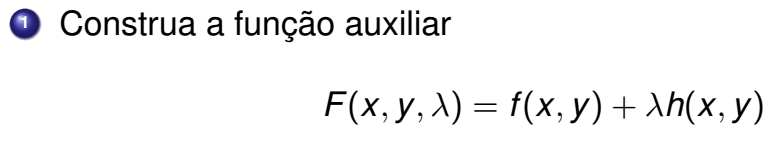 1 Construa a função auxiliar
F(x, y, λ) = f(x, y) + λh(x, y)